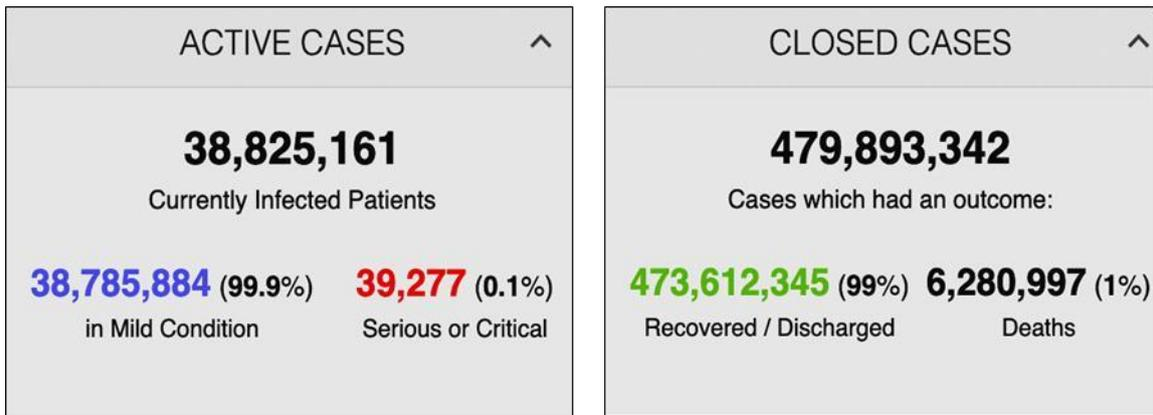 ACTIVE CASES
38,825,161
Currently Infected Patients
38,785,884 (99.9%)
in Mild Condition
39,277 (0.1%)
Serious or Critical
CLOSED CASES
479,893,342
Cases which had an outcome:
473,612,345 (99%)
Recovered / Discharged
6,280,997 (1%)
Deaths